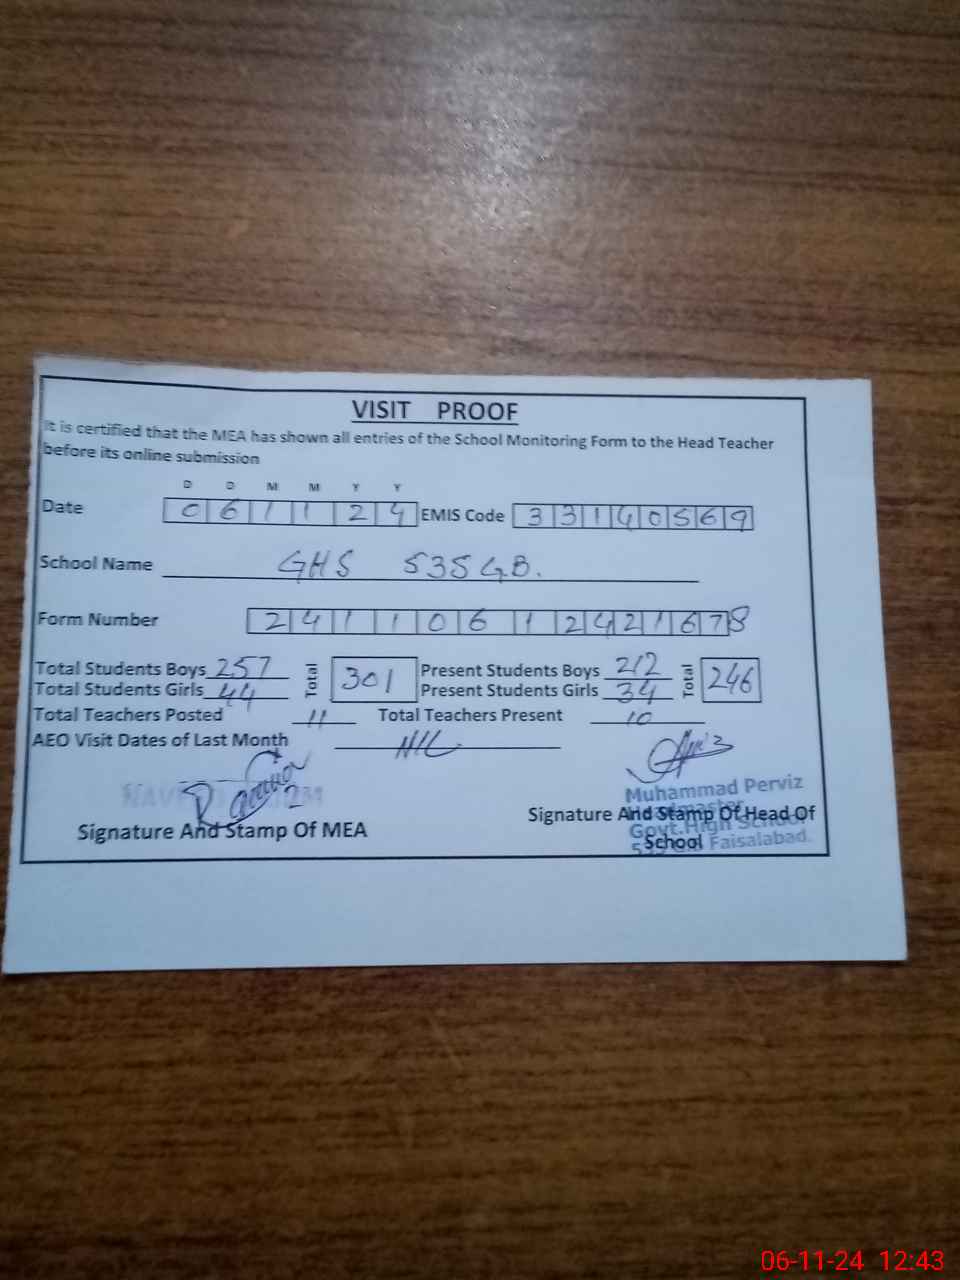 VISIT PROOF
It is certified that the MEA has shown all entries of the School Monitoring Form to the Head Teacher
before its online submission
D D M M Y Y
Date 0 6 1 1 2 4 EMIS Code 3 3 1 4 0 5 6 9
School Name GHS 535 G.B.
Form Number 2 4 1 1 0 6 1 2 4 2 1 6 7 8
Total Students Boys 257 Total 301 Present Students Boys 212 Total 246
Total Students Girls 44 Present Students Girls 34
Total Teachers Posted 11 Total Teachers Present 10
AEO Visit Dates of Last Month NIL
Muhammad Perviz
Headmaster
Govt. High School
Faisalabad.
Signature And Stamp Of MEA
Signature And Stamp Of Head Of
School
06-11-24 12:43